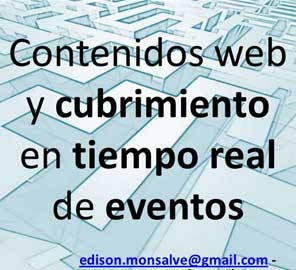 Contenidos web
y cubrimiento
en tiempo real
de eventos
edison.monsalve@gmail.com -